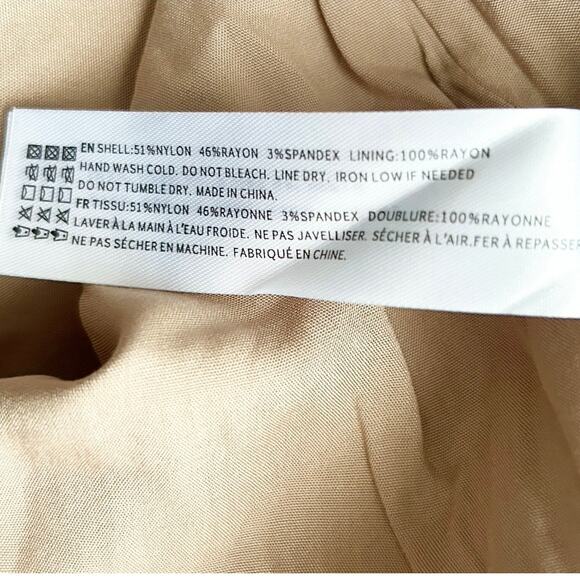 EN SHELL:51%NYLON 46%RAYON 3%SPANDEX LINING:100%RAYON
HAND WASH COLD. DO NOT BLEACH. LINE DRY. IRON LOW IF NEEDED
DO NOT TUMBLE DRY. MADE IN CHINA.
FR TISSU:51%NYLON 46%RAYONNE 3%SPANDEX DOUBLURE:100%RAYONNE
LAVER À LA MAIN À L'EAU FROIDE. NE PAS JAVELLISER. SÉCHER À L'AIR.FER À REPASSER
NE PAS SÉCHER EN MACHINE. FABRIQUÉ EN CHINE.